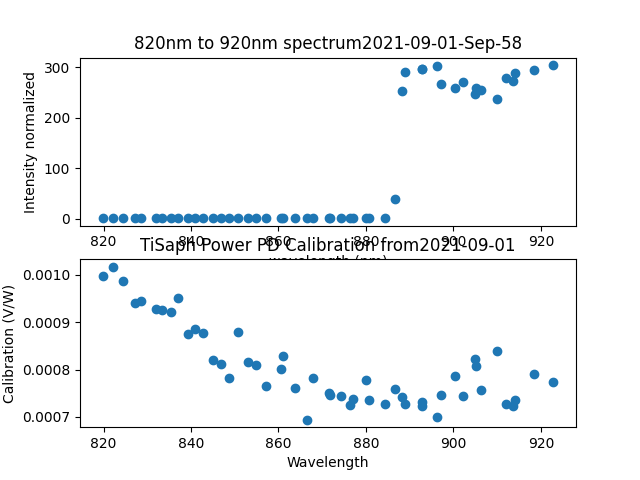 820nm to 920nm spectrum2021-09-01-Sep-58
Intensity normalized
300
200
100
0
820 840 860 880 900 920
wavelength (nm)
TiSaph Power PD Calibration from2021-09-01
Calibration (V/W)
0.0010
0.0009
0.0008
0.0007
820 840 860 880 900 920
Wavelength